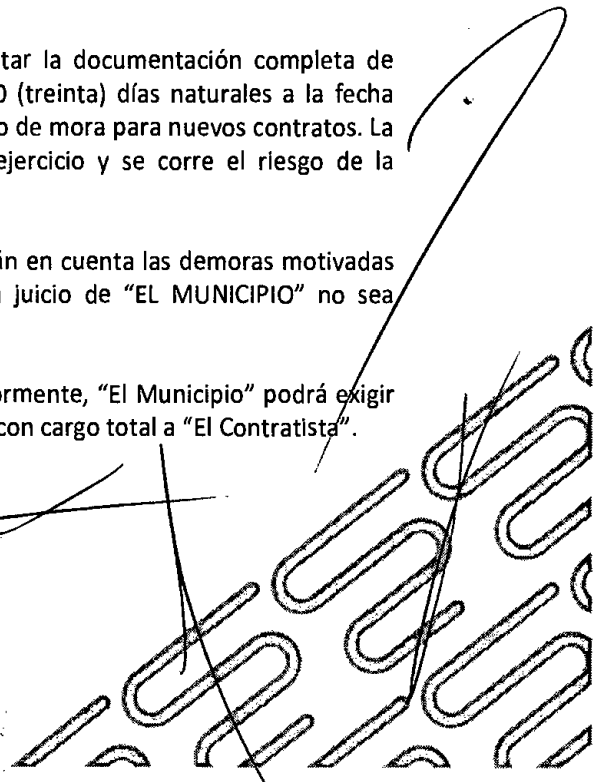 tar la documentación completa de
0 (treinta) días naturales a la fecha
o de mora para nuevos contratos. La
ejercicio y se corre el riesgo de la
án en cuenta las demoras motivadas
juicio de "EL MUNICIPIO" no sea
ormente, "El Municipio" podrá exigir
con cargo total a "El Contratista".